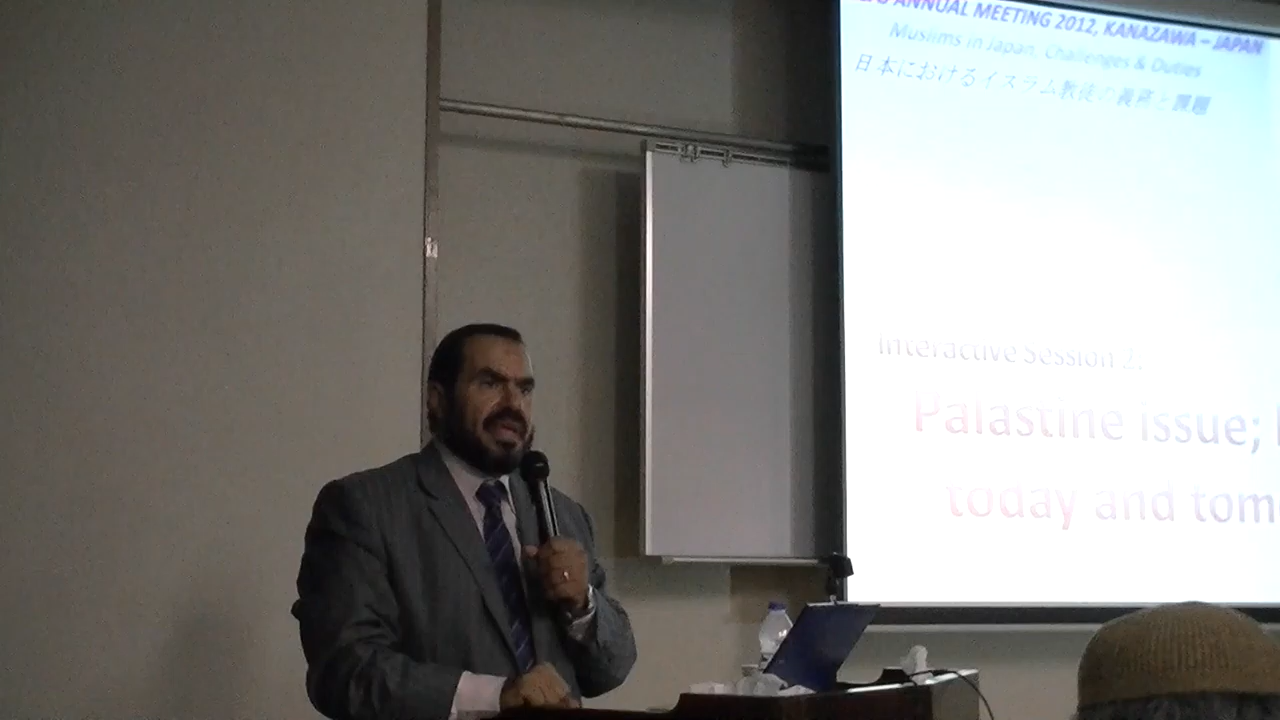 ANNUAL MEETING 2012, KANAZAWA – JAPAN
Muslims in Japan, Challenges & Duties
日本におけるイスラム教徒の義務と課題
Interactive Session 2:
Palastine issue;
today and tom